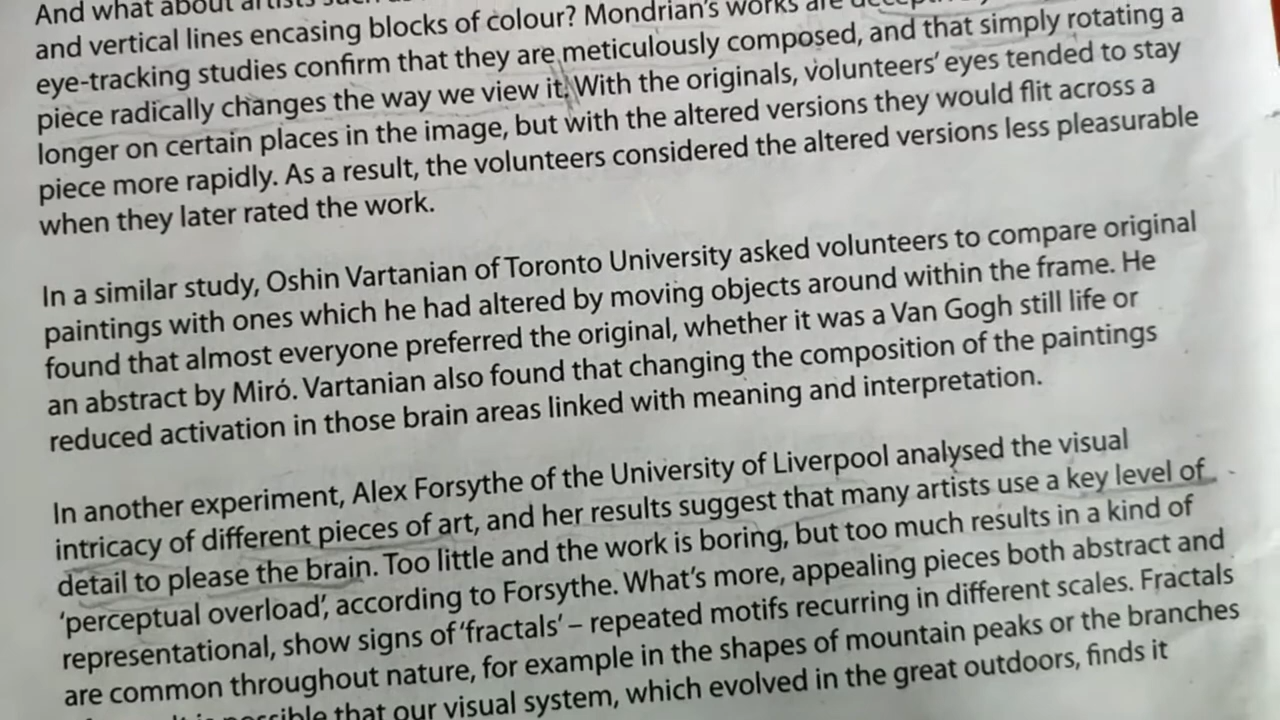 And what about artists such
and vertical lines encasing blocks of colour? Mondrian's works are
eye-tracking studies confirm that they are meticulously composed, and that simply rotating a
piece radically changes the way we view it. With the originals, volunteers' eyes tended to stay
longer on certain places in the image, but with the altered versions they would flit across a
piece more rapidly. As a result, the volunteers considered the altered versions less pleasurable
when they later rated the work.
In a similar study, Oshin Vartanian of Toronto University asked volunteers to compare original
paintings with ones which he had altered by moving objects around within the frame. He
found that almost everyone preferred the original, whether it was a Van Gogh still life or
an abstract by Miró. Vartanian also found that changing the composition of the paintings
reduced activation in those brain areas linked with meaning and interpretation.
In another experiment, Alex Forsythe of the University of Liverpool analysed the visual
intricacy of different pieces of art, and her results suggest that many artists use a key level of
detail to please the brain. Too little and the work is boring, but too much results in a kind of
'perceptual overload', according to Forsythe. What's more, appealing pieces both abstract and
representational, show signs of 'fractals' – repeated motifs recurring in different scales. Fractals
are common throughout nature, for example in the shapes of mountain peaks or the branches
possible that our visual system, which evolved in the great outdoors, finds it